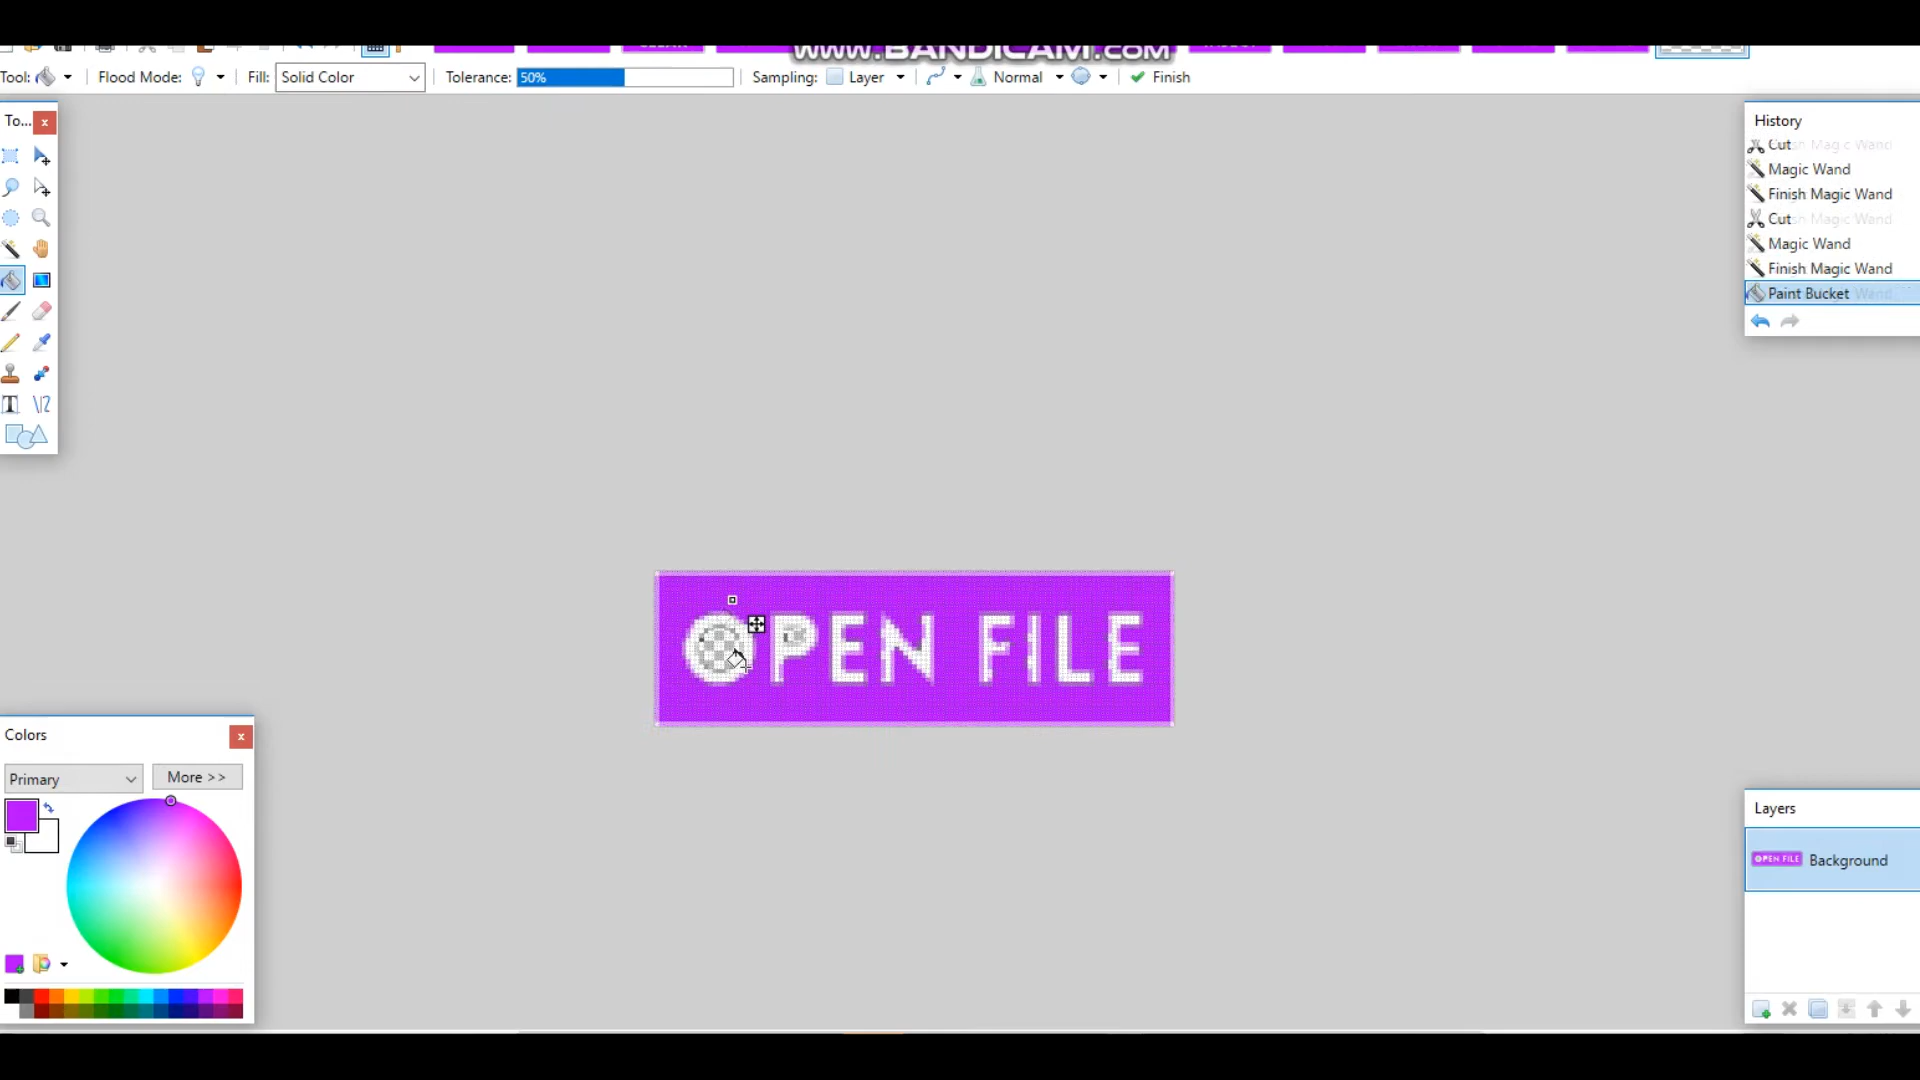 www.BANDICAM.com
Tool:
Flood Mode:
Fill: Solid Color
Tolerance: 50%
Sampling: Layer
Normal
Finish
To...
History
Cut
Magic Wand
Finish Magic Wand
Cut
Magic Wand
Finish Magic Wand
Paint Bucket
OPEN FILE
Colors
Primary
More >>
Layers
OPEN FILE
Background